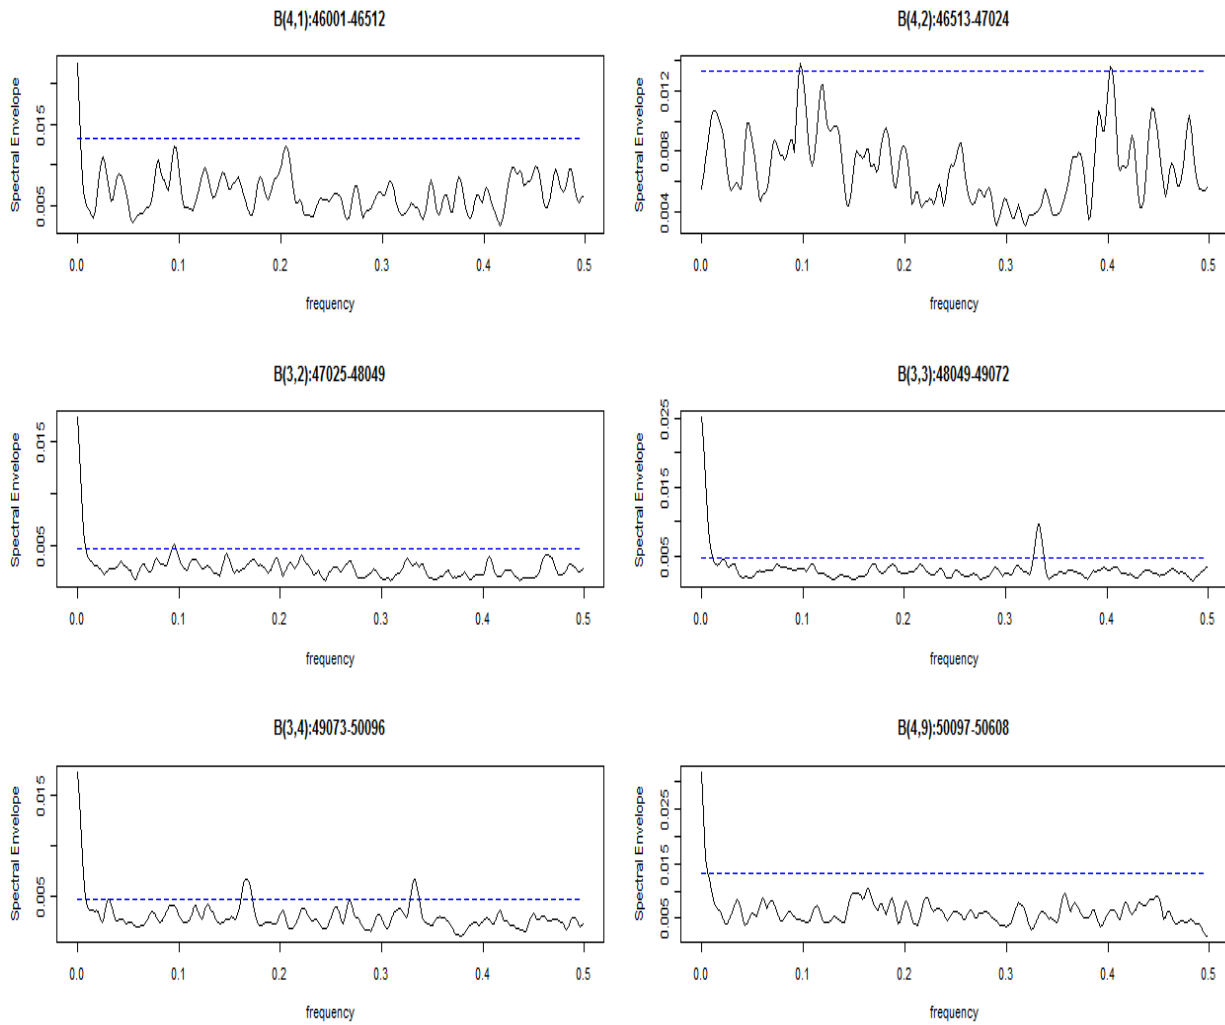 B(4,1):46001-46512
Spectral Envelope
0.005 0.015
0.0 0.1 0.2 0.3 0.4 0.5
frequency
B(4,2):46513-47024
Spectral Envelope
0.004 0.008 0.012
0.0 0.1 0.2 0.3 0.4 0.5
frequency
B(3,2):47025-48049
Spectral Envelope
0.005 0.015
0.0 0.1 0.2 0.3 0.4 0.5
frequency
B(3,3):48049-49072
Spectral Envelope
0.005 0.015 0.025
0.0 0.1 0.2 0.3 0.4 0.5
frequency
B(3,4):49073-50096
Spectral Envelope
0.005 0.015
0.0 0.1 0.2 0.3 0.4 0.5
frequency
B(4,9):50097-50608
Spectral Envelope
0.005 0.015 0.025
0.0 0.1 0.2 0.3 0.4 0.5
frequency